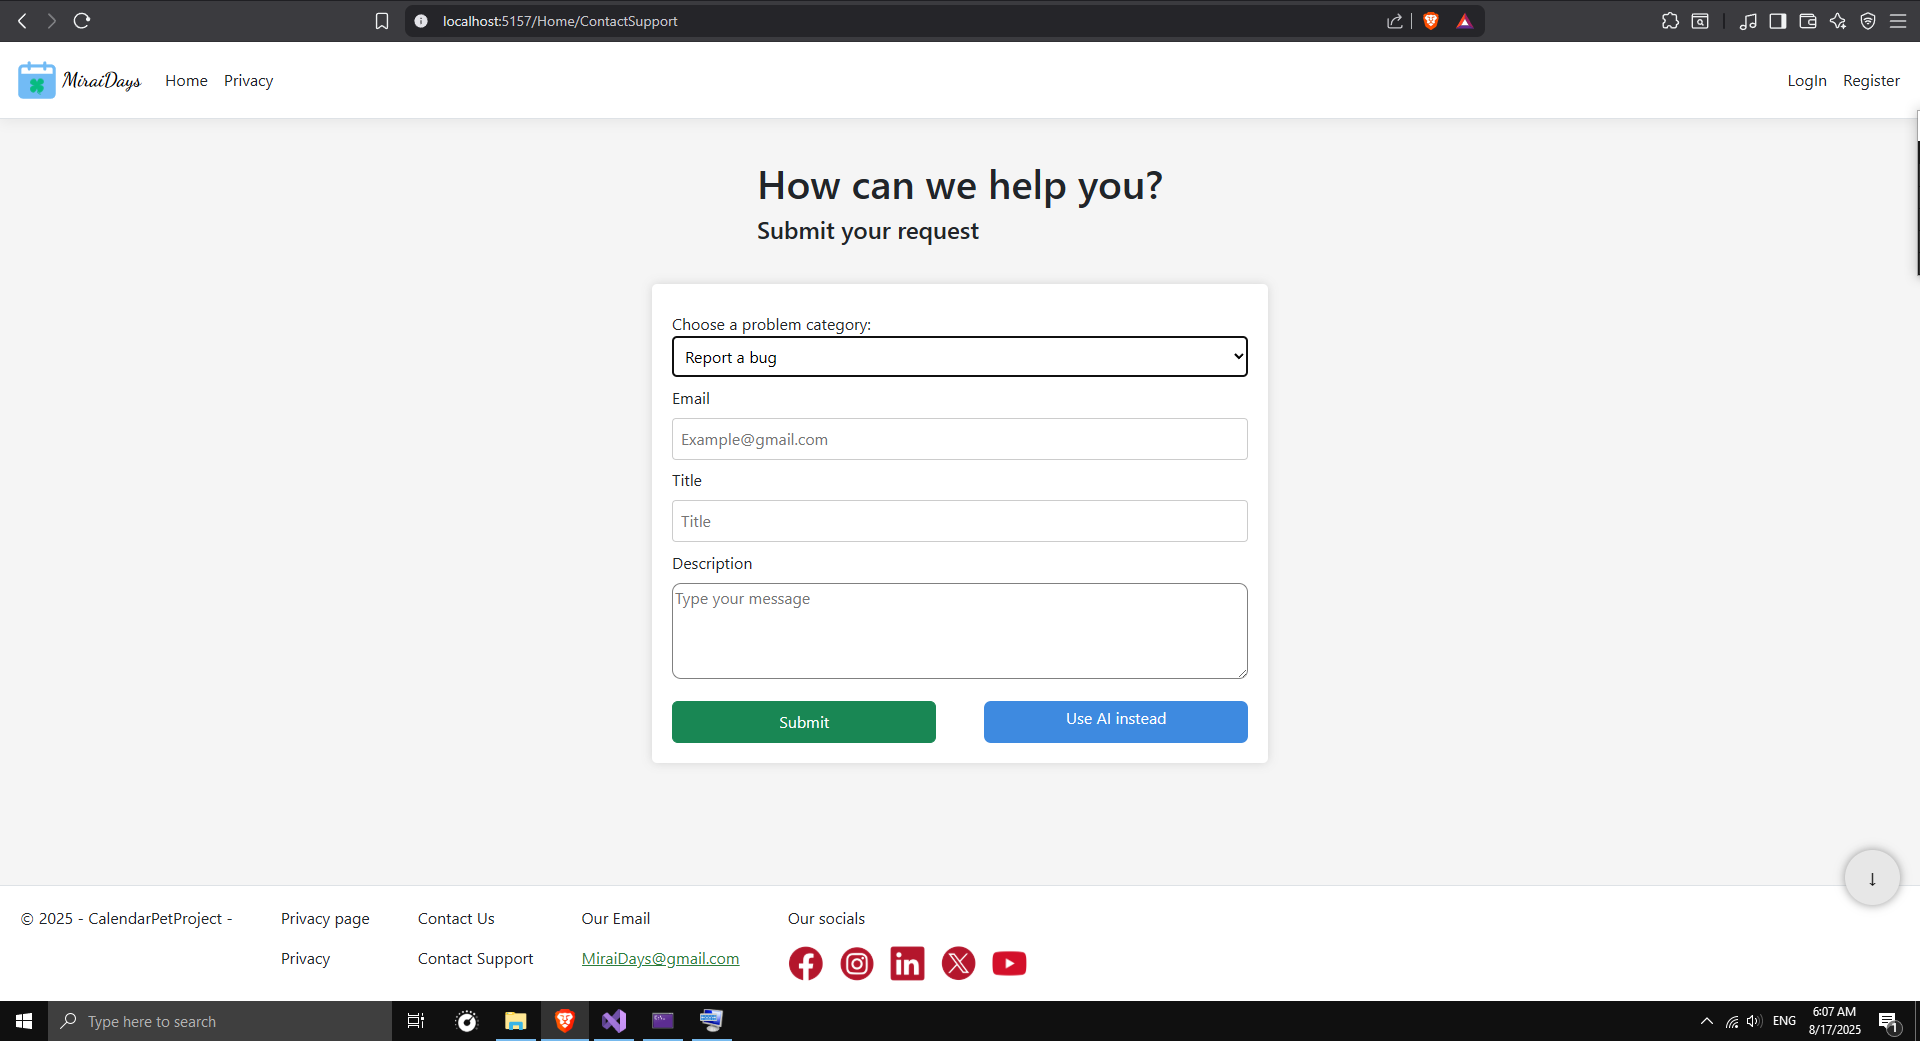 localhost:5157/Home/ContactSupport
MiraiDays Home Privacy LogIn Register
How can we help you?
Submit your request
Choose a problem category:
Report a bug
Email
Example@gmail.com
Title
Title
Description
Type your message
Submit Use AI instead
↓
© 2025 - CalendarPetProject - Privacy page Contact Us Our Email Our socials
Privacy Contact Support MiraiDays@gmail.com
Type here to search
ENG
6:07 AM
8/17/2025
1